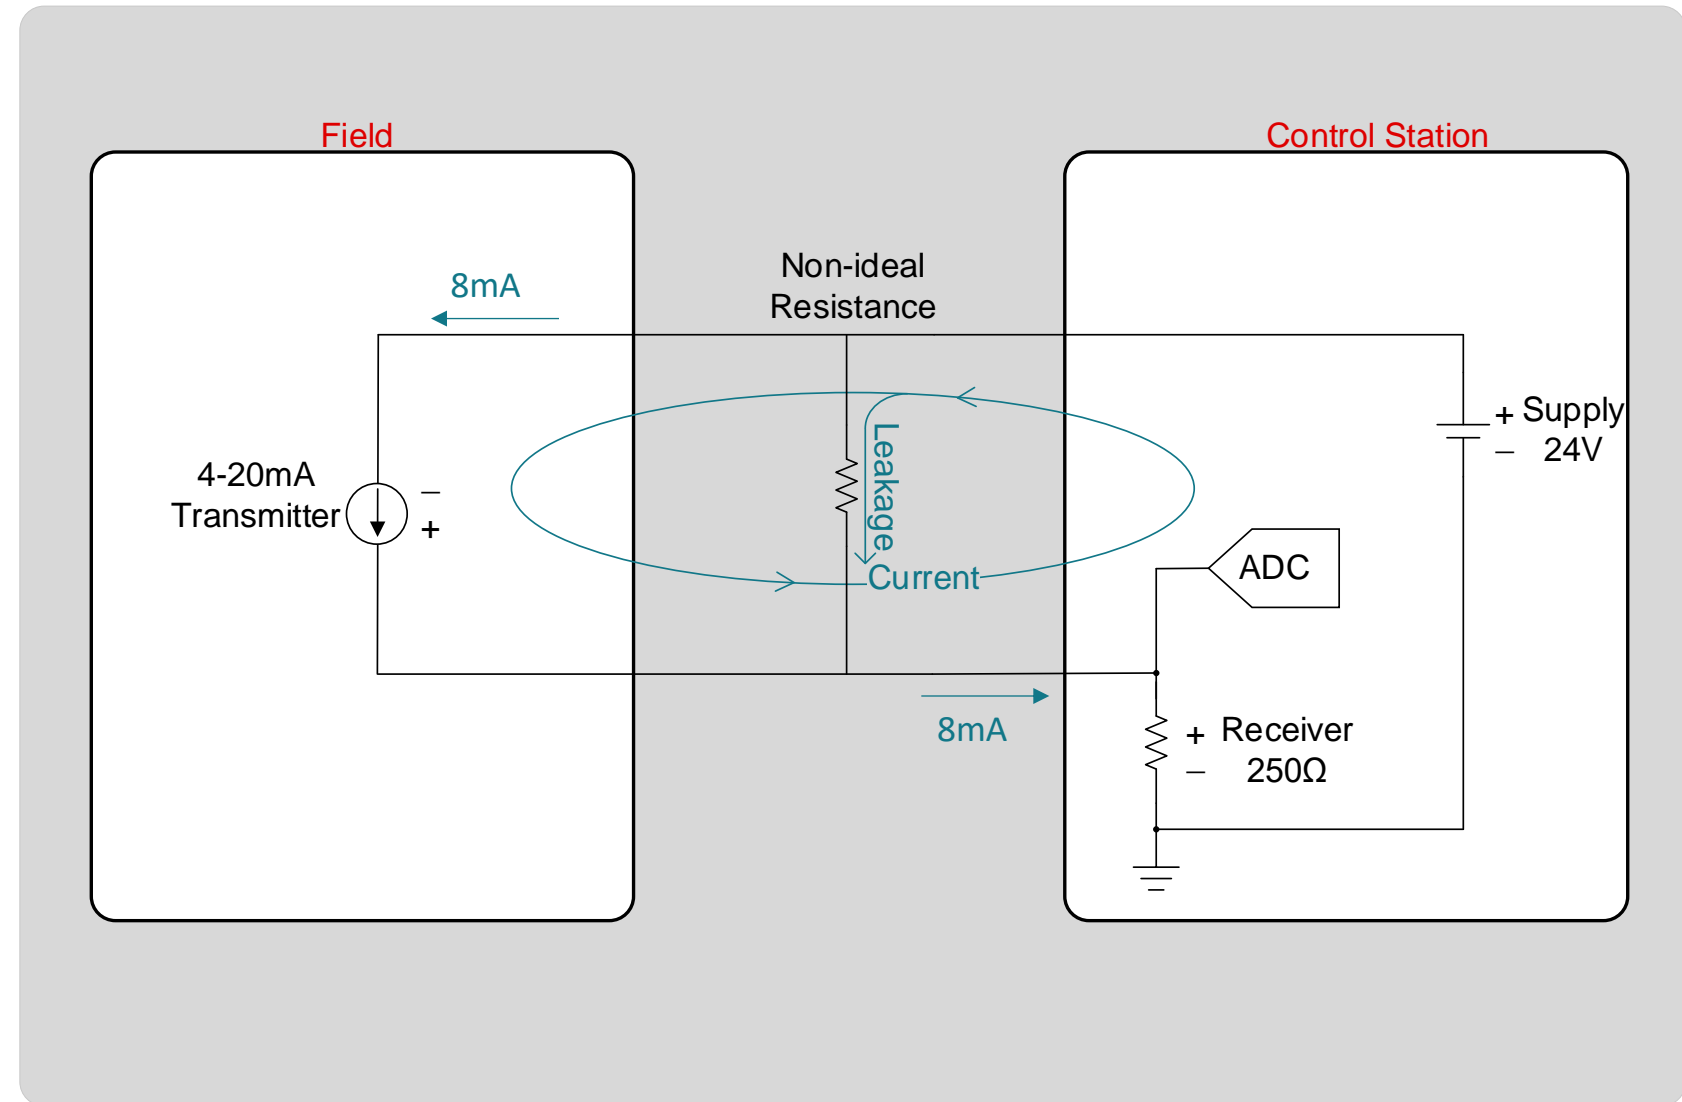 Field
Control Station
Non-ideal
Resistance
8mA
4-20mA
Transmitter
–
+
Leakage
Current
+ Supply
– 24V
ADC
8mA
+ Receiver
– 250Ω